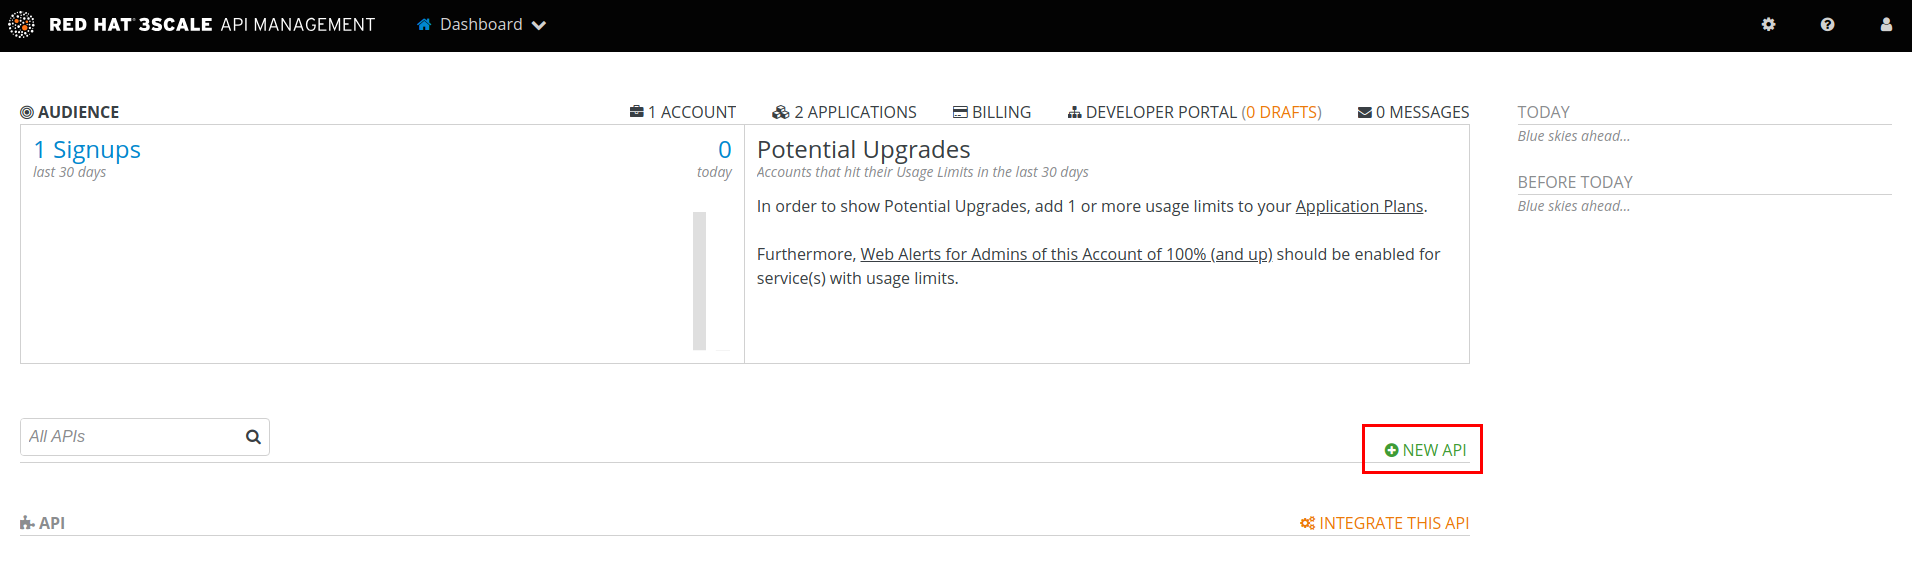 RED HAT® 3SCALE API MANAGEMENT
Dashboard
AUDIENCE
1 ACCOUNT
2 APPLICATIONS
BILLING
DEVELOPER PORTAL (0 DRAFTS)
0 MESSAGES
1 Signups
last 30 days
0
today
Potential Upgrades
Accounts that hit their Usage Limits in the last 30 days
In order to show Potential Upgrades, add 1 or more usage limits to your Application Plans.
Furthermore, Web Alerts for Admins of this Account of 100% (and up) should be enabled for
service(s) with usage limits.
TODAY
Blue skies ahead...
BEFORE TODAY
Blue skies ahead...
All APIs
NEW API
API
INTEGRATE THIS API